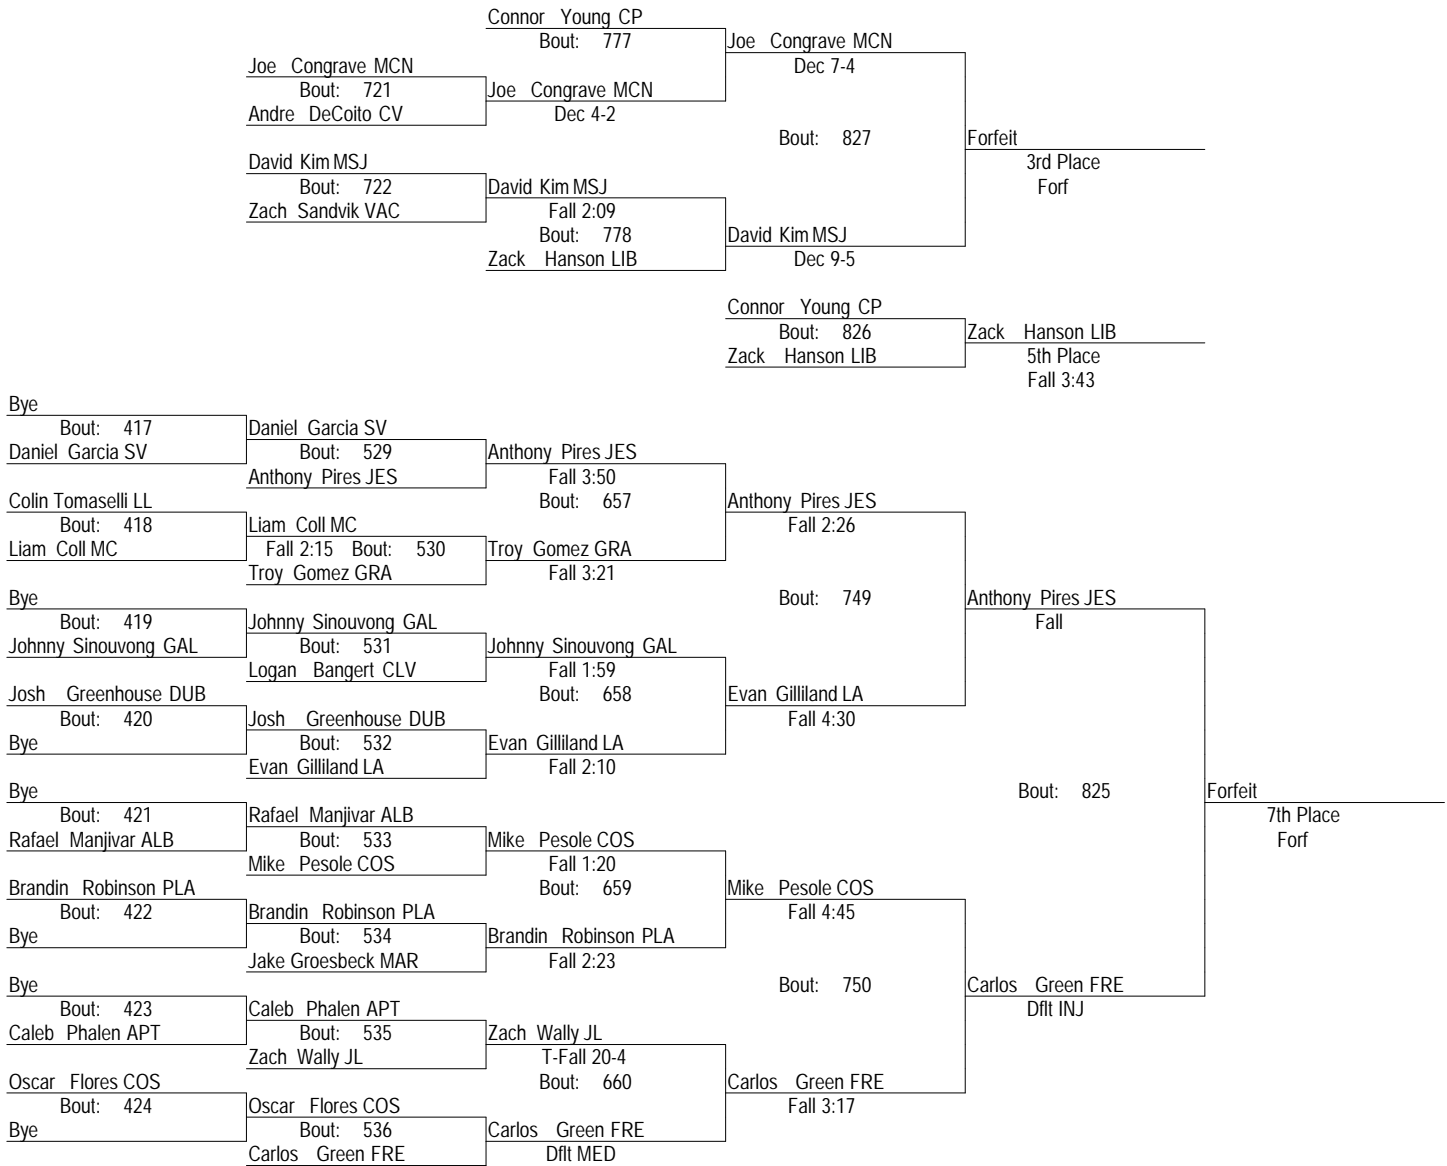 Connor Young CP
Bout: 777
Joe Congrave MCN
Dec 7-4
Joe Congrave MCN
Bout: 721
Joe Congrave MCN
Andre DeCoito CV
Dec 4-2
Bout: 827
Forfeit
David Kim MSJ
3rd Place
Bout: 722
David Kim MSJ
Forf
Zach Sandvik VAC
Fall 2:09
Bout: 778
David Kim MSJ
Zack Hanson LIB
Dec 9-5
Connor Young CP
Bout: 826
Zack Hanson LIB
Zack Hanson LIB
5th Place
Fall 3:43
Bye
Bout: 417
Daniel Garcia SV
Daniel Garcia SV
Bout: 529
Anthony Pires JES
Anthony Pires JES
Fall 3:50
Colin Tomaselli LL
Bout: 657
Anthony Pires JES
Bout: 418
Liam Coll MC
Fall 2:26
Liam Coll MC
Fall 2:15 Bout: 530
Troy Gomez GRA
Troy Gomez GRA
Fall 3:21
Bye
Bout: 749
Anthony Pires JES
Bout: 419
Johnny Sinouvong GAL
Fall
Johnny Sinouvong GAL
Bout: 531
Johnny Sinouvong GAL
Logan Bangert CLV
Fall 1:59
Josh Greenhouse DUB
Bout: 658
Evan Gilliland LA
Bout: 420
Josh Greenhouse DUB
Fall 4:30
Bye
Bout: 532
Evan Gilliland LA
Evan Gilliland LA
Fall 2:10
Bye
Bout: 825
Forfeit
Bout: 421
Rafael Manjivar ALB
7th Place
Rafael Manjivar ALB
Bout: 533
Mike Pesole COS
Forf
Mike Pesole COS
Fall 1:20
Brandin Robinson PLA
Bout: 659
Mike Pesole COS
Bout: 422
Brandin Robinson PLA
Fall 4:45
Bye
Bout: 534
Brandin Robinson PLA
Jake Groesbeck MAR
Fall 2:23
Bye
Bout: 750
Carlos Green FRE
Bout: 423
Caleb Phalen APT
Dflt INJ
Caleb Phalen APT
Bout: 535
Zach Wally JL
Zach Wally JL
T-Fall 20-4
Oscar Flores COS
Bout: 660
Carlos Green FRE
Bout: 424
Oscar Flores COS
Fall 3:17
Bye
Bout: 536
Carlos Green FRE
Carlos Green FRE
Dflt MED